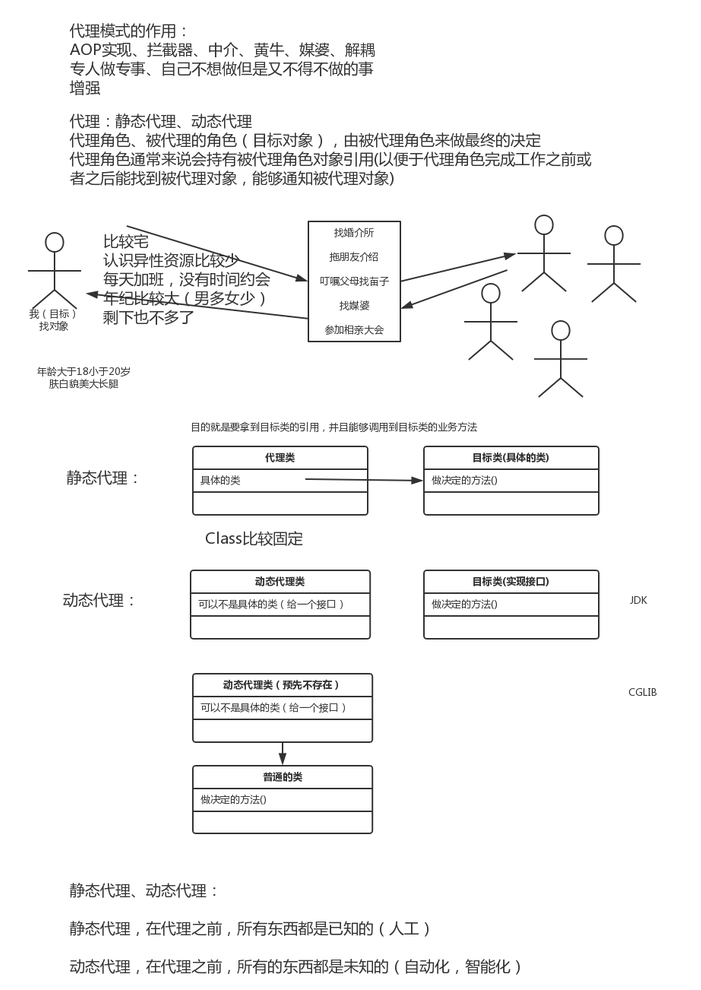 代理模式的作用：
AOP实现、拦截器、中介、黄牛、媒婆、解耦
专人做专事、自己不想做但是又不得不做的事
增强
代理：静态代理、动态代理
代理角色、被代理的角色（目标对象），由被代理角色来做最终的决定
代理角色通常来说会持有被代理角色对象引用(以便于代理角色完成工作之前或
者之后能找到被代理对象，能够通知被代理对象)
比较宅
认识异性资源比较少
每天加班，没有时间约会
年纪比较大（男多女少）
剩下也不多了
我（目标）
找对象
年龄大于18小于20岁
肤白貌美大长腿
找婚介所
拖朋友介绍
叮嘱父母找亩子
找媒婆
参加相亲大会
目的就是要拿到目标类的引用，并且能够调用到目标类的业务方法
静态代理：
代理类
具体的类
目标类(具体的类)
做决定的方法()
Class比较固定
动态代理：
动态代理类
可以不是具体的类（给一个接口）
目标类(实现接口)
做决定的方法()
JDK
动态代理类（预先不存在）
可以不是具体的类（给一个接口）
CGLIB
普通的类
做决定的方法()
静态代理、动态代理：
静态代理，在代理之前，所有东西都是已知的（人工）
动态代理，在代理之前，所有的东西都是未知的（自动化，智能化）